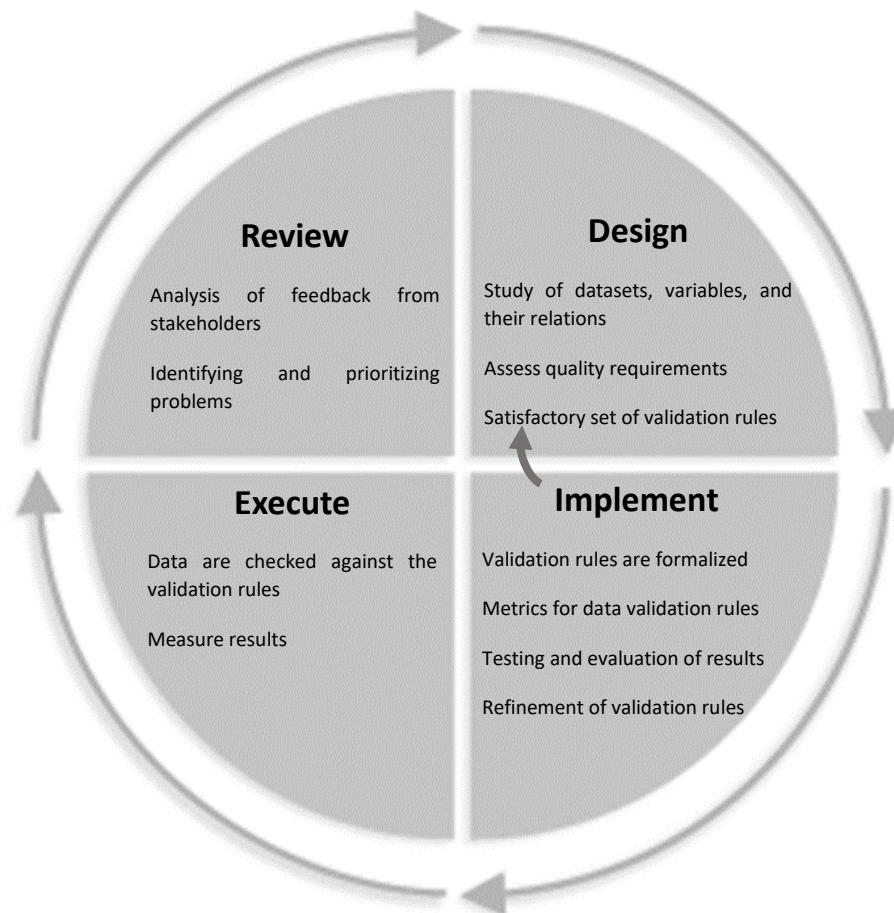 Review
Analysis of feedback from
stakeholders
Identifying and prioritizing
problems
Design
Study of datasets, variables, and
their relations
Assess quality requirements
Satisfactory set of validation rules
Execute
Data are checked against the
validation rules
Measure results
Implement
Validation rules are formalized
Metrics for data validation rules
Testing and evaluation of results
Refinement of validation rules